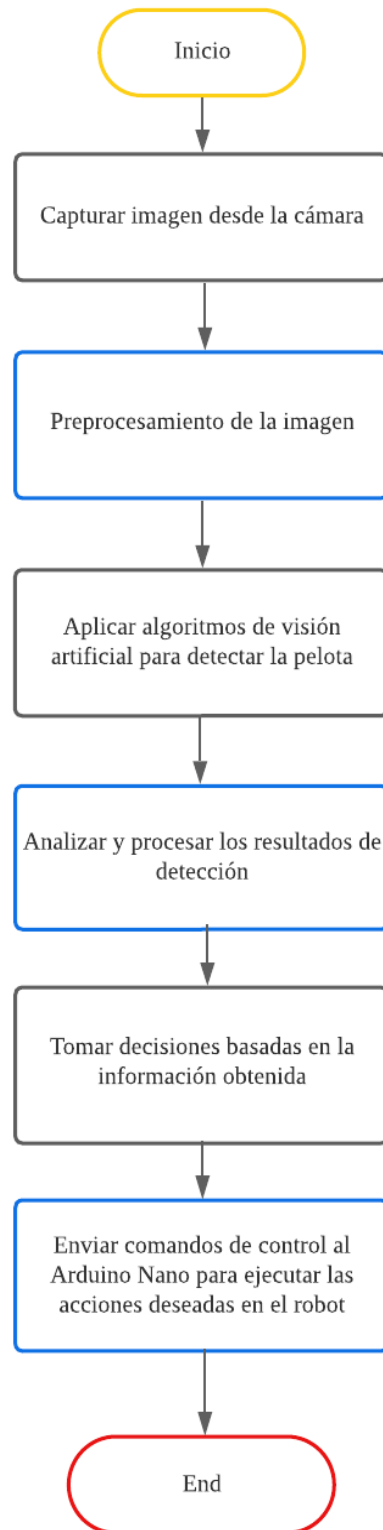 Inicio
Capturar imagen desde la cámara
Preprocesamiento de la imagen
Aplicar algoritmos de visión
artificial para detectar la pelota
Analizar y procesar los resultados de
detección
Tomar decisiones basadas en la
información obtenida
Enviar comandos de control al
Arduino Nano para ejecutar las
acciones deseadas en el robot
End